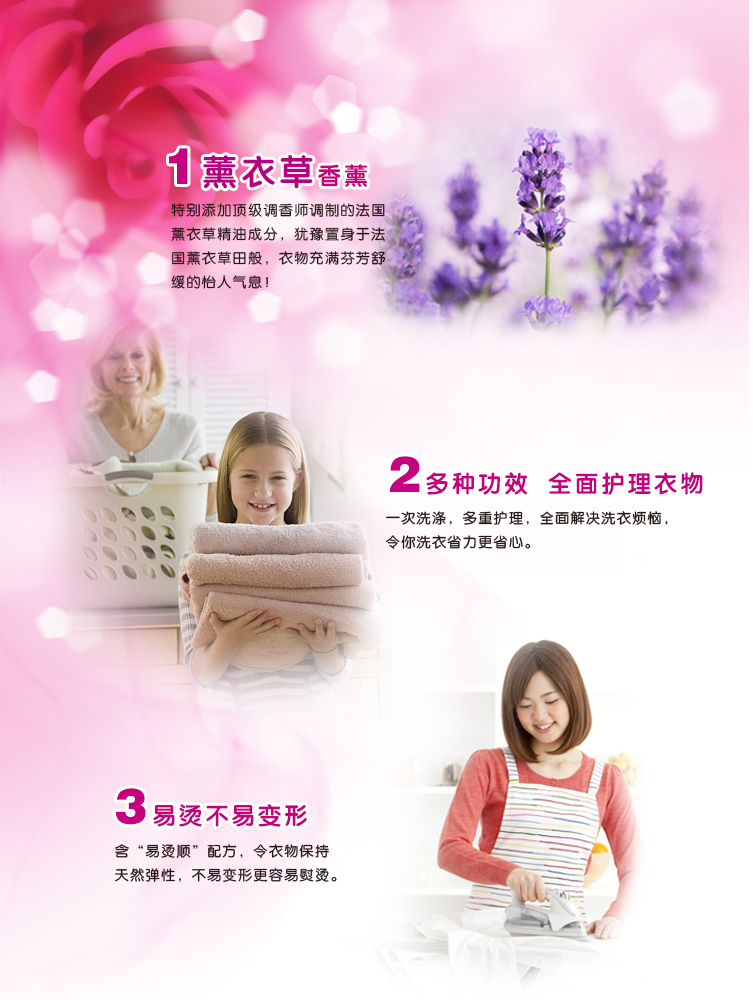 1 薰衣草香薰
特别添加顶级调香师调制的法国
薰衣草精油成分，犹豫置身于法
国薰衣草田般，衣物充满芬芳舒
缓的怡人气息！
2 多种功效 全面护理衣物
一次洗涤，多重护理，全面解决洗衣烦恼，
令你洗衣省力更省心。
3 易烫不易变形
含“易烫顺”配方，令衣物保持
天然弹性，不易变形更容易熨烫。